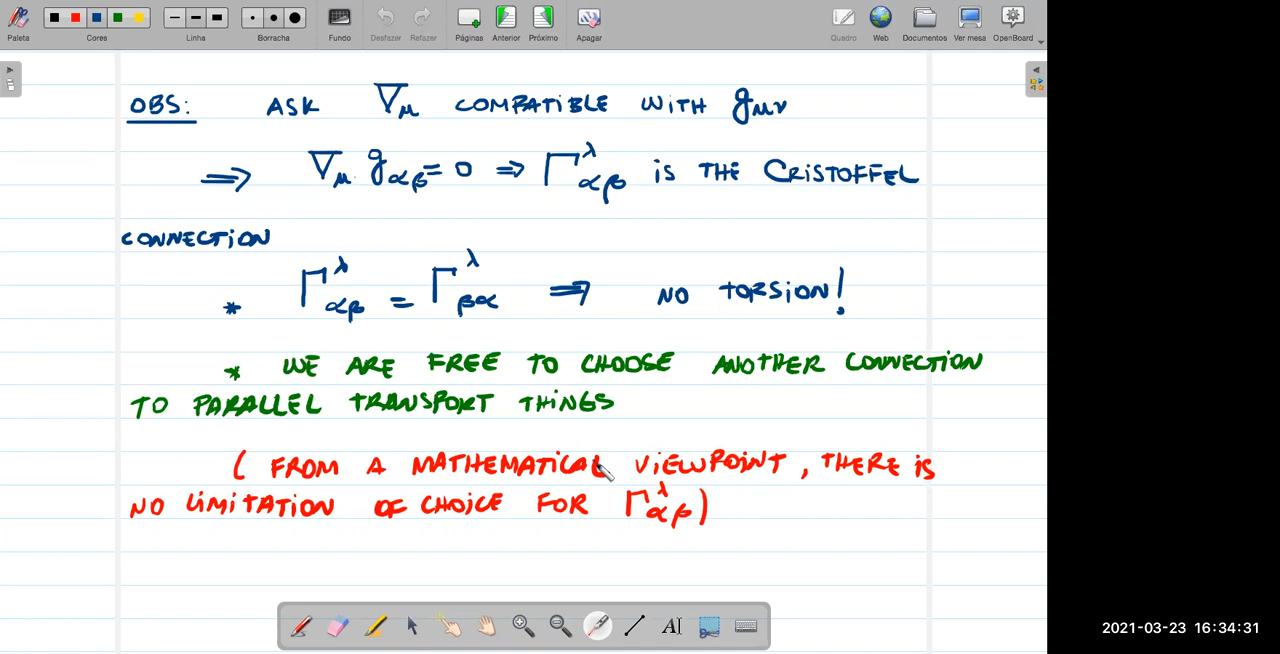 Paleta Cores Linha Borracha Fundo Desfazer Refazer Páginas Anterior Próximo Apagar Quadro Web Documentos Ver mesa OpenBoard
OBS: ASK ∇μ COMPATIBLE WITH gμν
⟹ ∇μ gαβ = 0 ⇒ Γ^λ_αβ IS THE CRISTOFFEL
CONNECTION
* Γ^λ_αβ = Γ^λ_βα ⟹ NO TORSION!
* WE ARE FREE TO CHOOSE ANOTHER CONNECTION
TO PARALLEL TRANSPORT THINGS
( FROM A MATHEMATICAL VIEWPOINT, THERE IS
NO LIMITATION OF CHOICE FOR Γ^λ_αβ)
2021-03-23 16:34:31